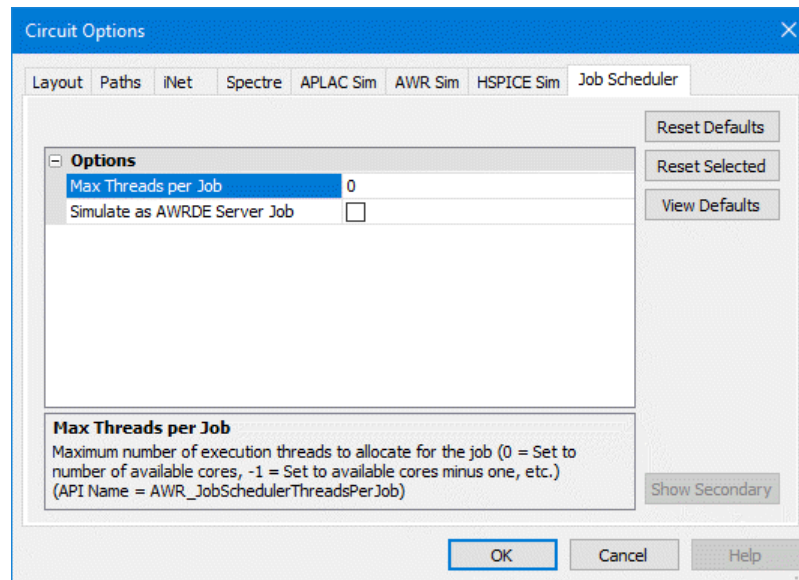 Circuit Options
Layout Paths iNet Spectre APLAC Sim AWR Sim HSPICE Sim Job Scheduler
Reset Defaults
Options
Reset Selected
Max Threads per Job 0
Simulate as AWRDE Server Job
View Defaults
Max Threads per Job
Maximum number of execution threads to allocate for the job (0 = Set to
number of available cores, -1 = Set to available cores minus one, etc.)
(API Name = AWR_JobSchedulerThreadsPerJob)
Show Secondary
OK Cancel Help